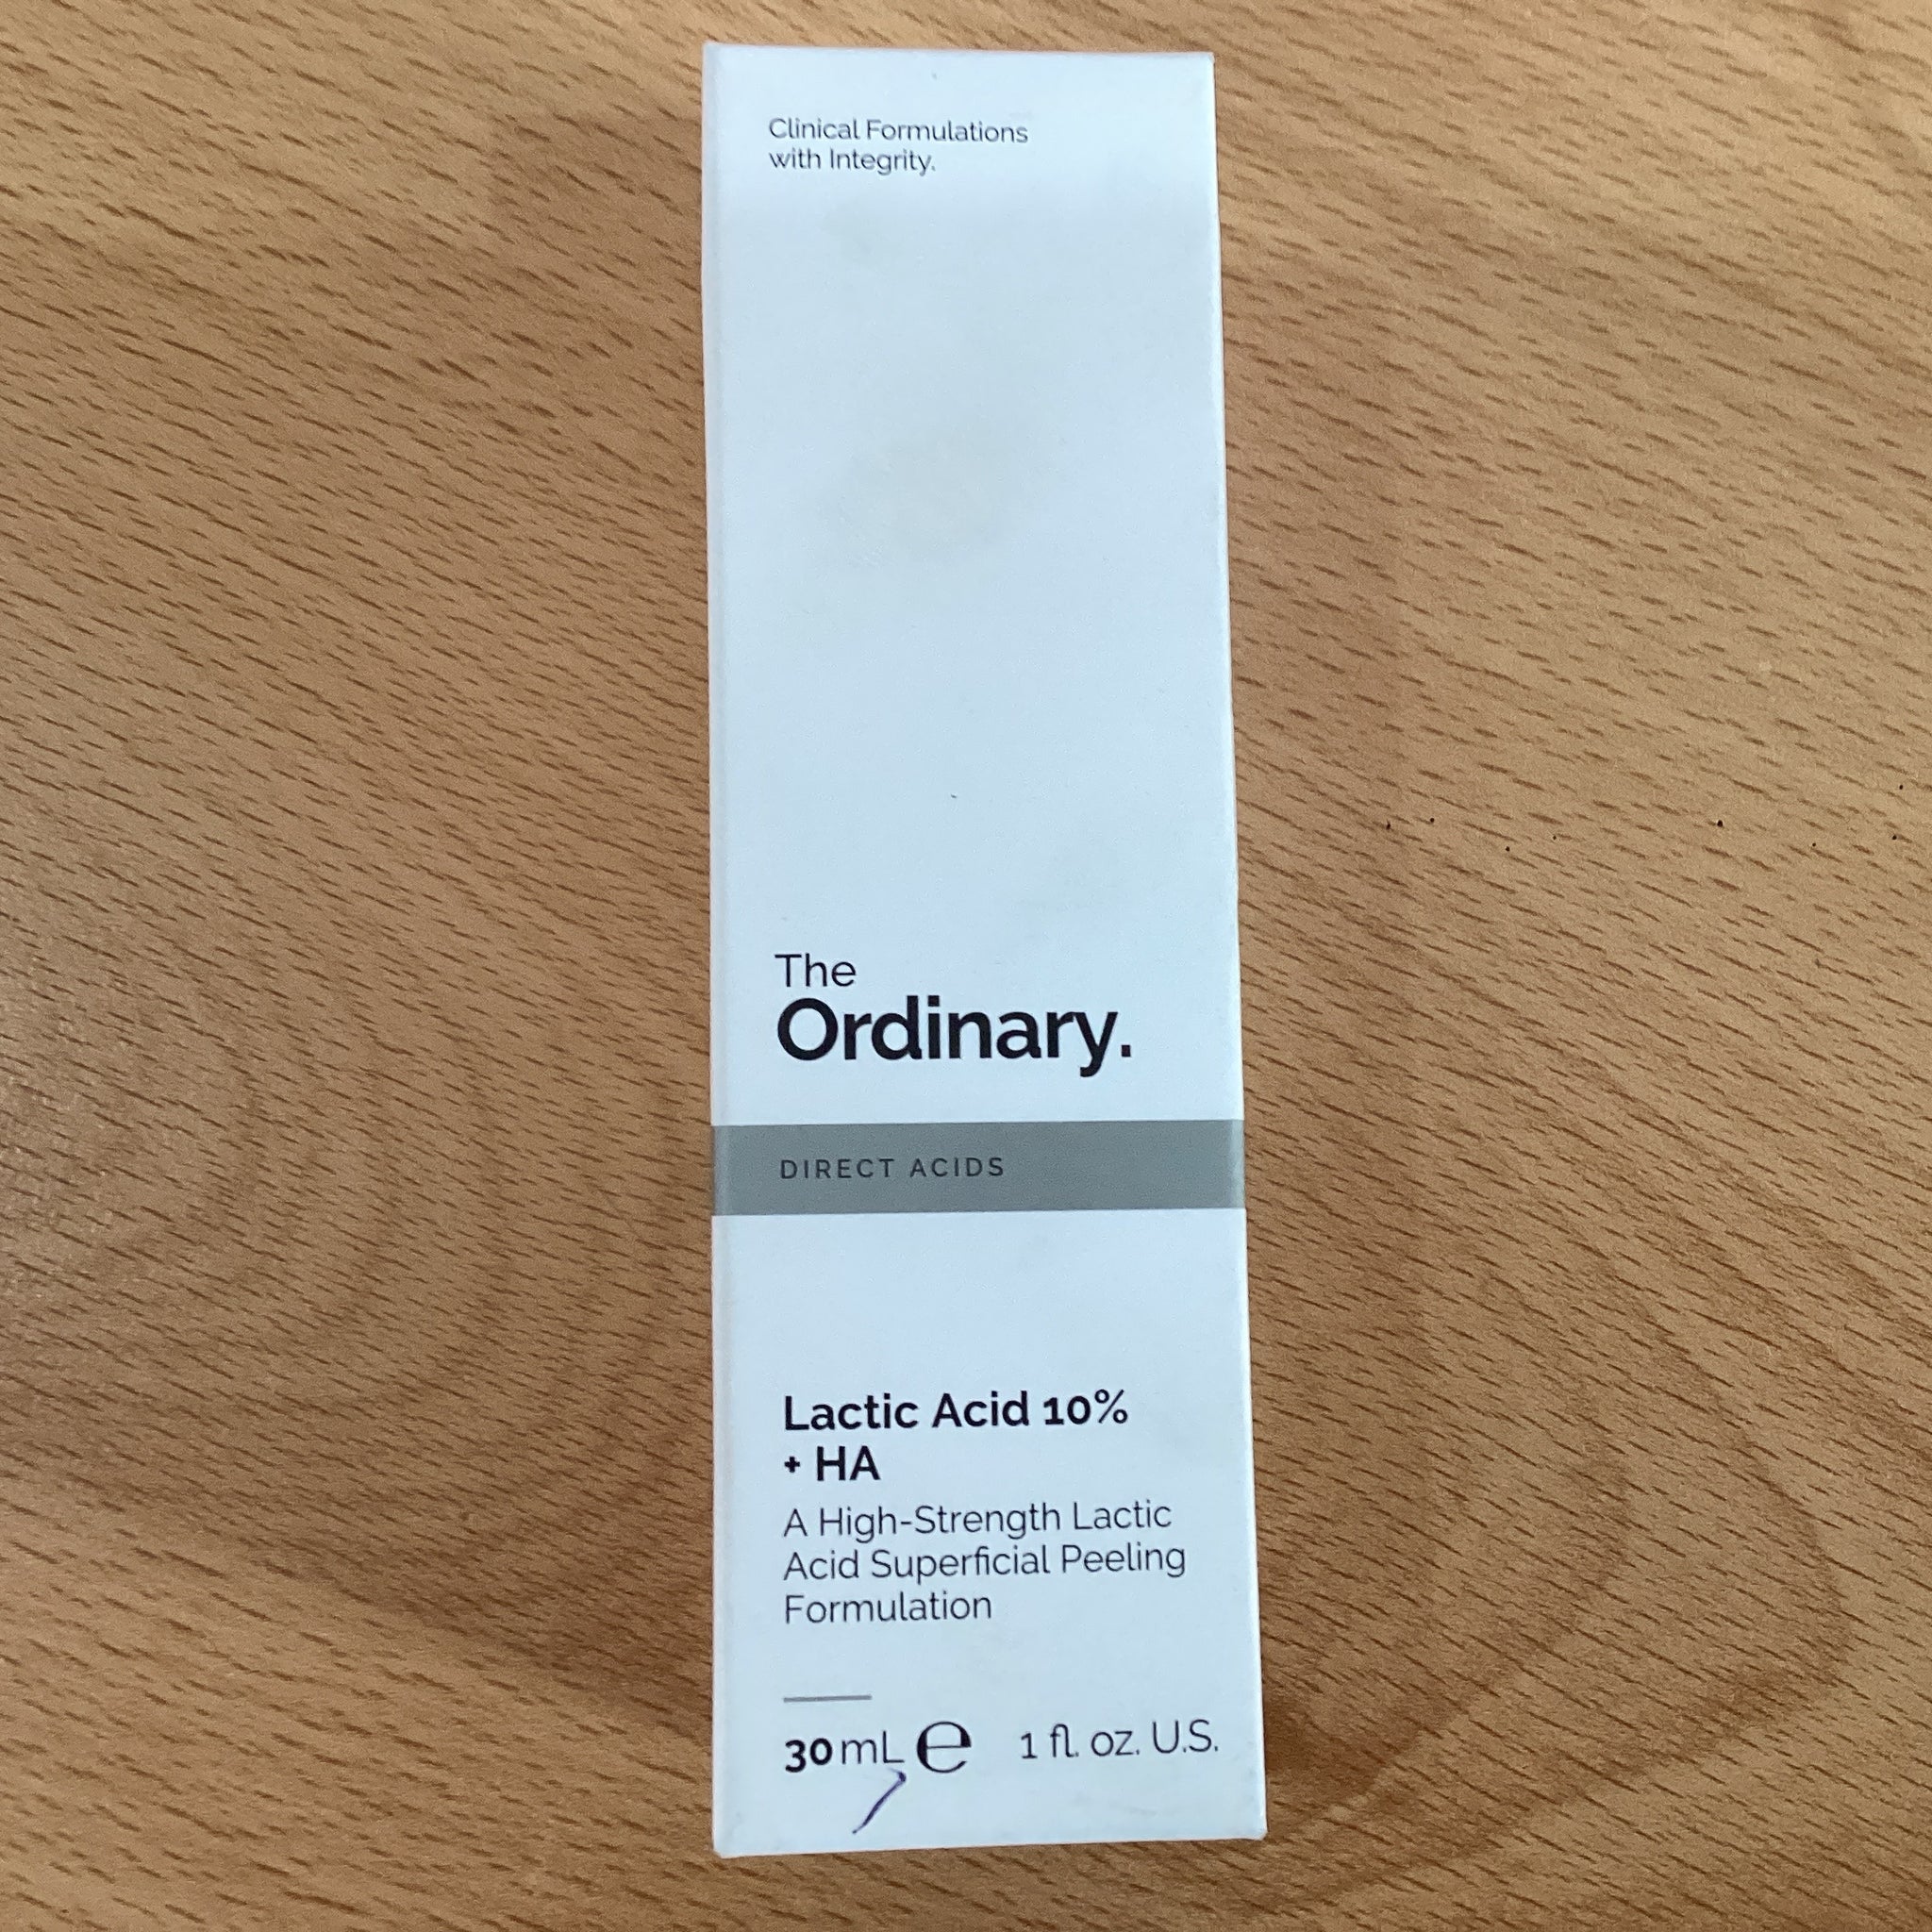 Clinical Formulations
with Integrity.
The
Ordinary.
DIRECT ACIDS
Lactic Acid 10%
+ HA
A High-Strength Lactic
Acid Superficial Peeling
Formulation
30 mL ℮ 1 fl. oz. U.S.